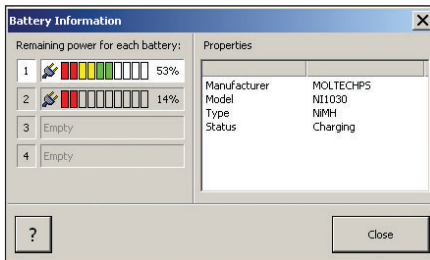 Battery Information
Remaining power for each battery:
1 53%
2 14%
3 Empty
4 Empty
Properties
Manufacturer MOLTECHPS
Model NI1030
Type NiMH
Status Charging
?
Close